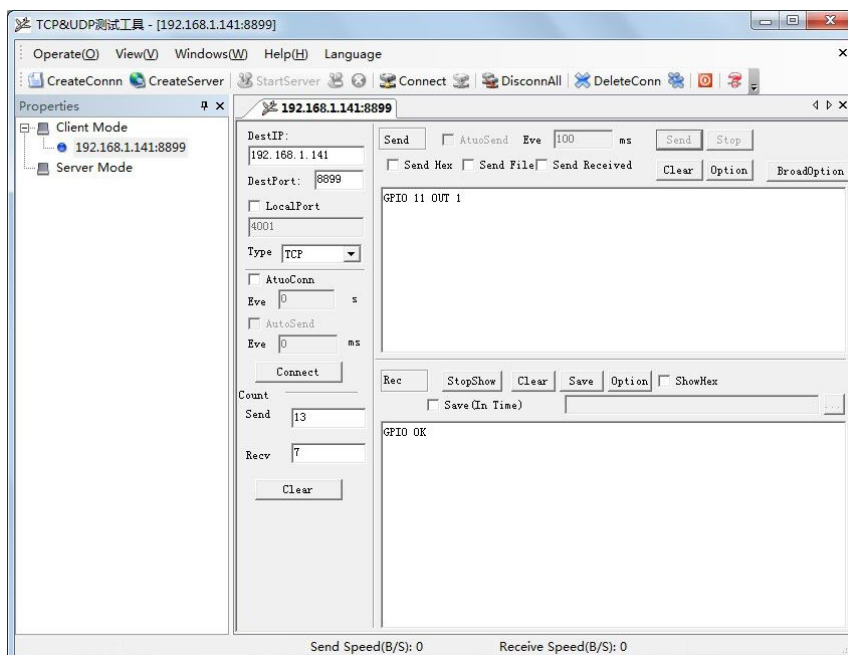 TCP&UDP测试工具 - [192.168.1.141:8899]
Operate(O) View(V) Windows(W) Help(H) Language
CreateConnn CreateServer StartServer Connect DisconnAll DeleteConn
Properties
Client Mode
192.168.1.141:8899
Server Mode
192.168.1.141:8899
DestIP:
192.168.1.141
DestPort: 8899
LocalPort
4001
Type TCP
AtuoConn
Eve 0 s
AutoSend
Eve 0 ms
Connect
Count
Send 13
Recv 7
Clear
Send AtuoSend Eve 100 ms Send Stop
Send Hex Send File Send Received Clear Option BroadOption
GPIO 11 OUT 1
Rec StopShow Clear Save Option ShowHex
Save(In Time) ...
GPIO OK
Send Speed(B/S): 0 Receive Speed(B/S): 0